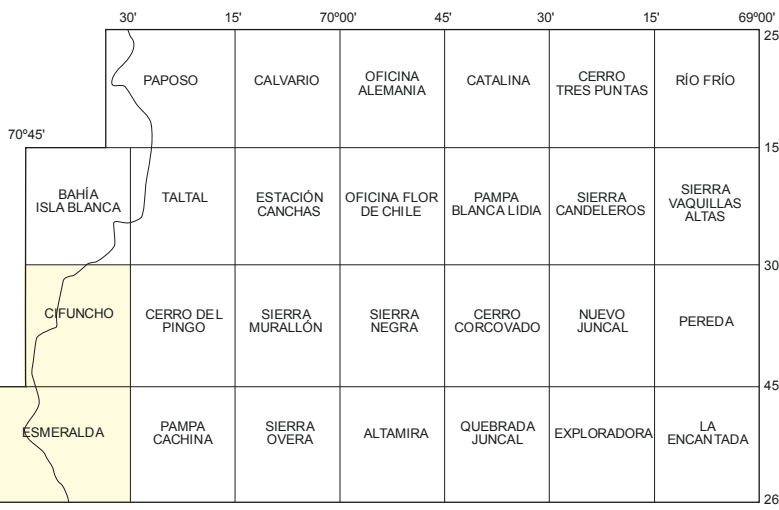 30' 15' 70º00' 45' 30' 15' 69º00'
25
PAPOSO
CALVARIO
OFICINA
ALEMANIA
CATALINA
CERRO
TRES PUNTAS
RÍO FRÍO
70º45'
15
BAHÍA
ISLA BLANCA
TALTAL
ESTACIÓN
CANCHAS
OFICINA FLOR
DE CHILE
PAMPA
BLANCA LIDIA
SIERRA
CANDELEROS
SIERRA
VAQUILLAS
ALTAS
30
CIFUNCHO
CERRO DEL
PINGO
SIERRA
MURALLÓN
SIERRA
NEGRA
CERRO
CORCOVADO
NUEVO
JUNCAL
PEREDA
45
ESMERALDA
PAMPA
CACHINA
SIERRA
OVERA
ALTAMIRA
QUEBRADA
JUNCAL
EXPLORADORA
LA
ENCANTADA
26